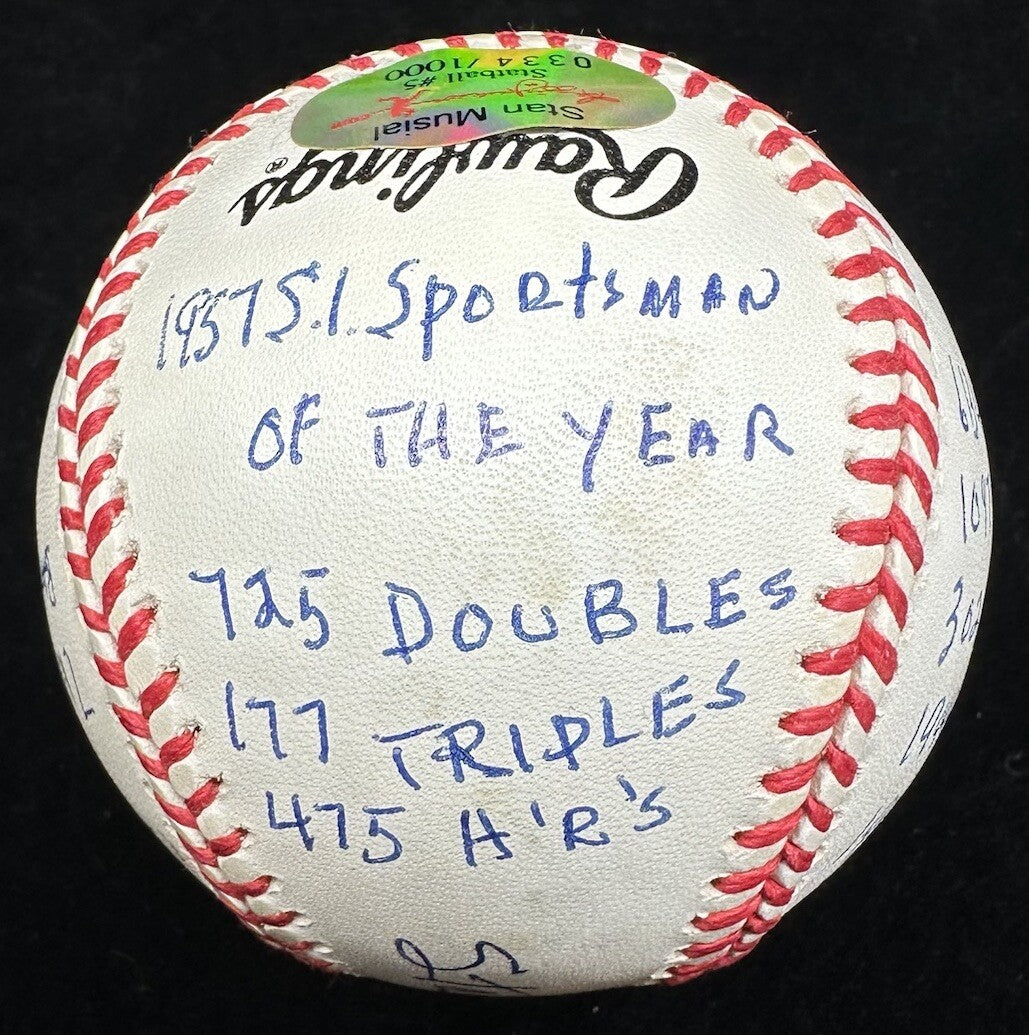 0334/1000
Statball #5
Stan Musial
Rawlings®
1957 S.I. Sportsman
OF THE YEAR
725 DOUBLES
177 TRIPLES
475 H'R'S